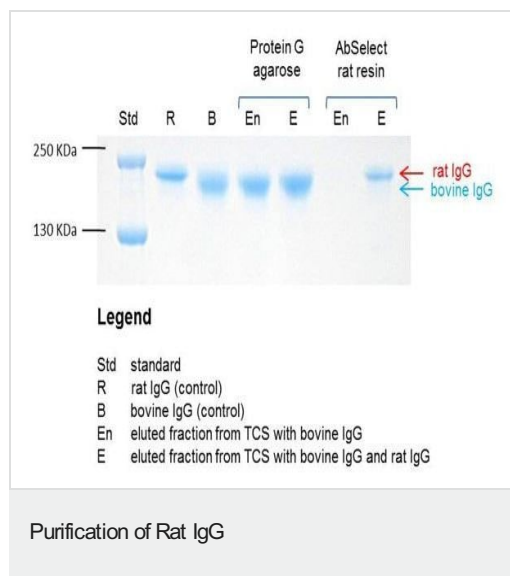 Protein G AbSelect
agarose rat resin
Std R B En E En E
250 KDa
rat IgG
bovine IgG
130 KDa
Legend
Std standard
R rat IgG (control)
B bovine IgG (control)
En eluted fraction from TCS with bovine IgG
E eluted fraction from TCS with bovine IgG and rat IgG
Purification of Rat IgG